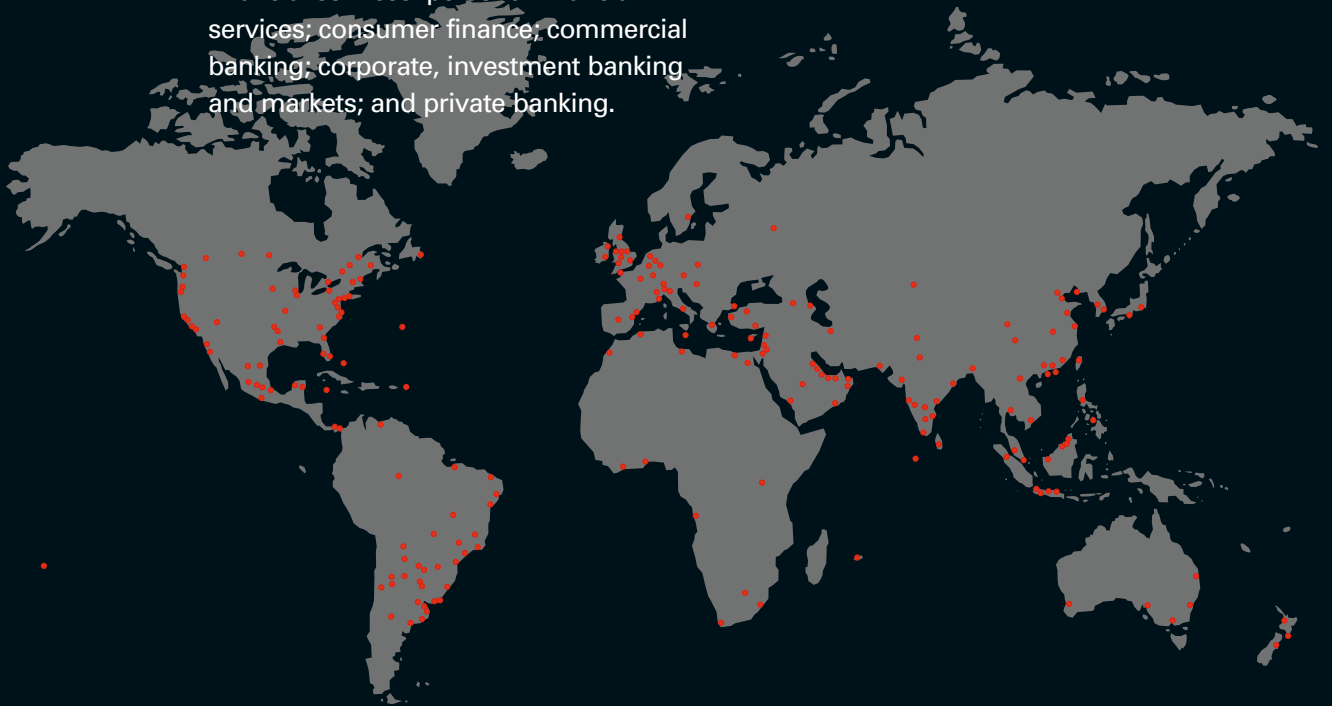 services; consumer finance; commercial
banking; corporate, investment banking
and markets; and private banking.